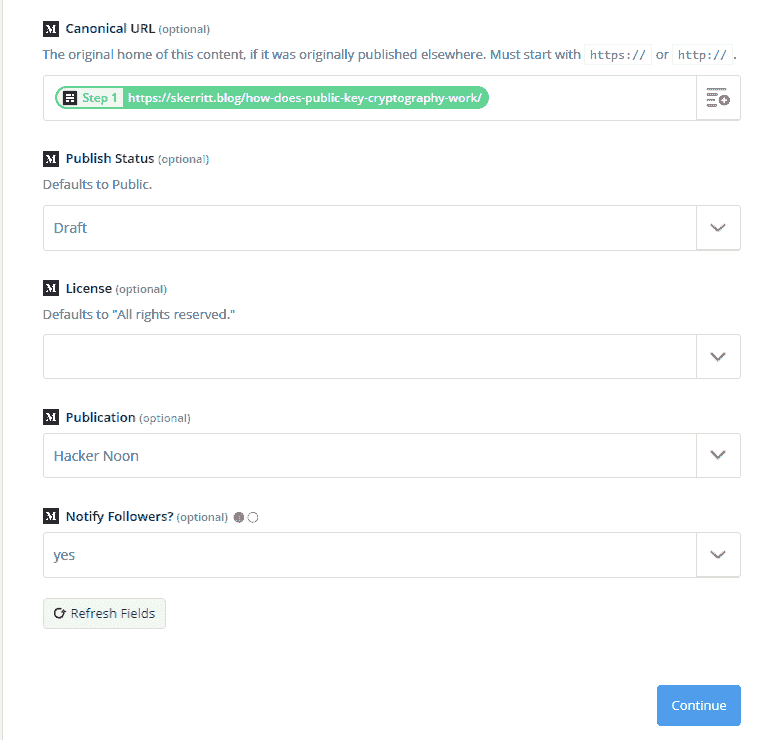 M Canonical URL (optional)
The original home of this content, if it was originally published elsewhere. Must start with https:// or http:// .
Step 1 https://skerritt.blog/how-does-public-key-cryptography-work/
M Publish Status (optional)
Defaults to Public.
Draft
M License (optional)
Defaults to "All rights reserved."
M Publication (optional)
Hacker Noon
M Notify Followers? (optional)
yes
Refresh Fields
Continue